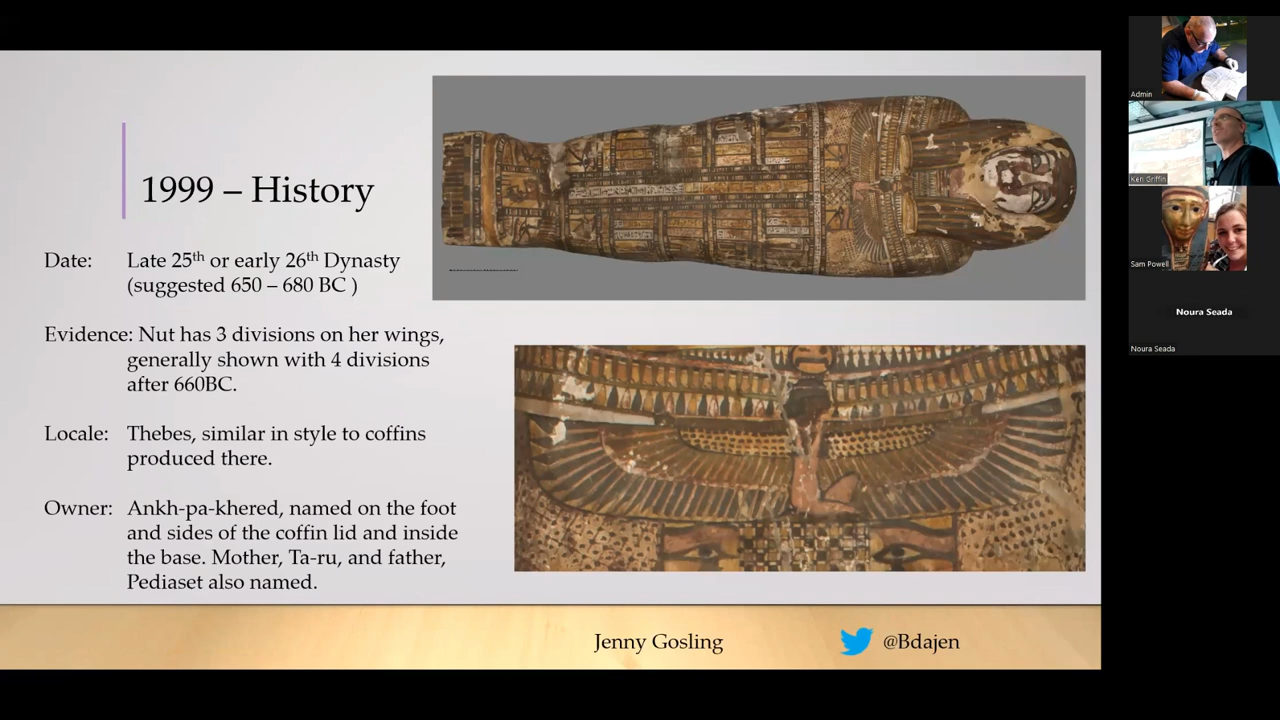 1999 – History
Date: Late 25th or early 26th Dynasty
(suggested 650 – 680 BC )
Evidence: Nut has 3 divisions on her wings,
generally shown with 4 divisions
after 660BC.
Locale: Thebes, similar in style to coffins
produced there.
Owner: Ankh-pa-khered, named on the foot
and sides of the coffin lid and inside
the base. Mother, Ta-ru, and father,
Pediaset also named.
Jenny Gosling
@Bdajen
Admin
Ken Griffin
Sam Powell
Noura Seada
Noura Seada